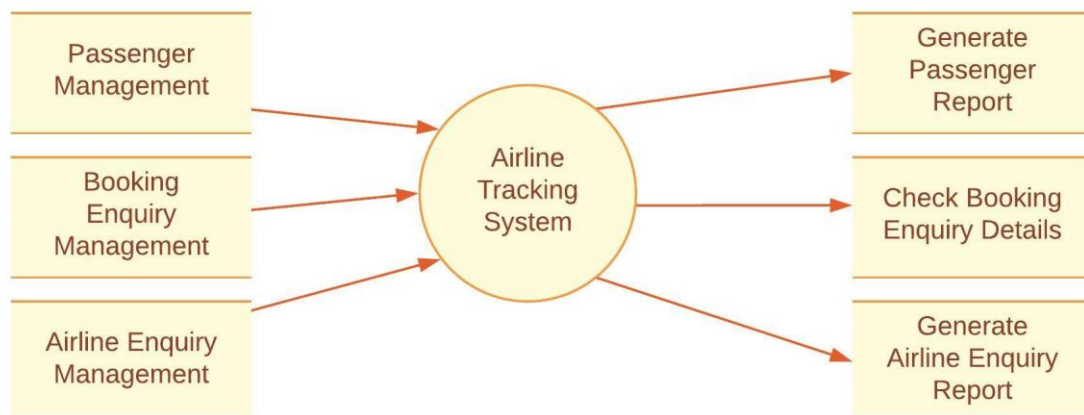 Passenger
Management
Booking
Enquiry
Management
Airline Enquiry
Management
Airline
Tracking
System
Generate
Passenger
Report
Check Booking
Enquiry Details
Generate
Airline Enquiry
Report